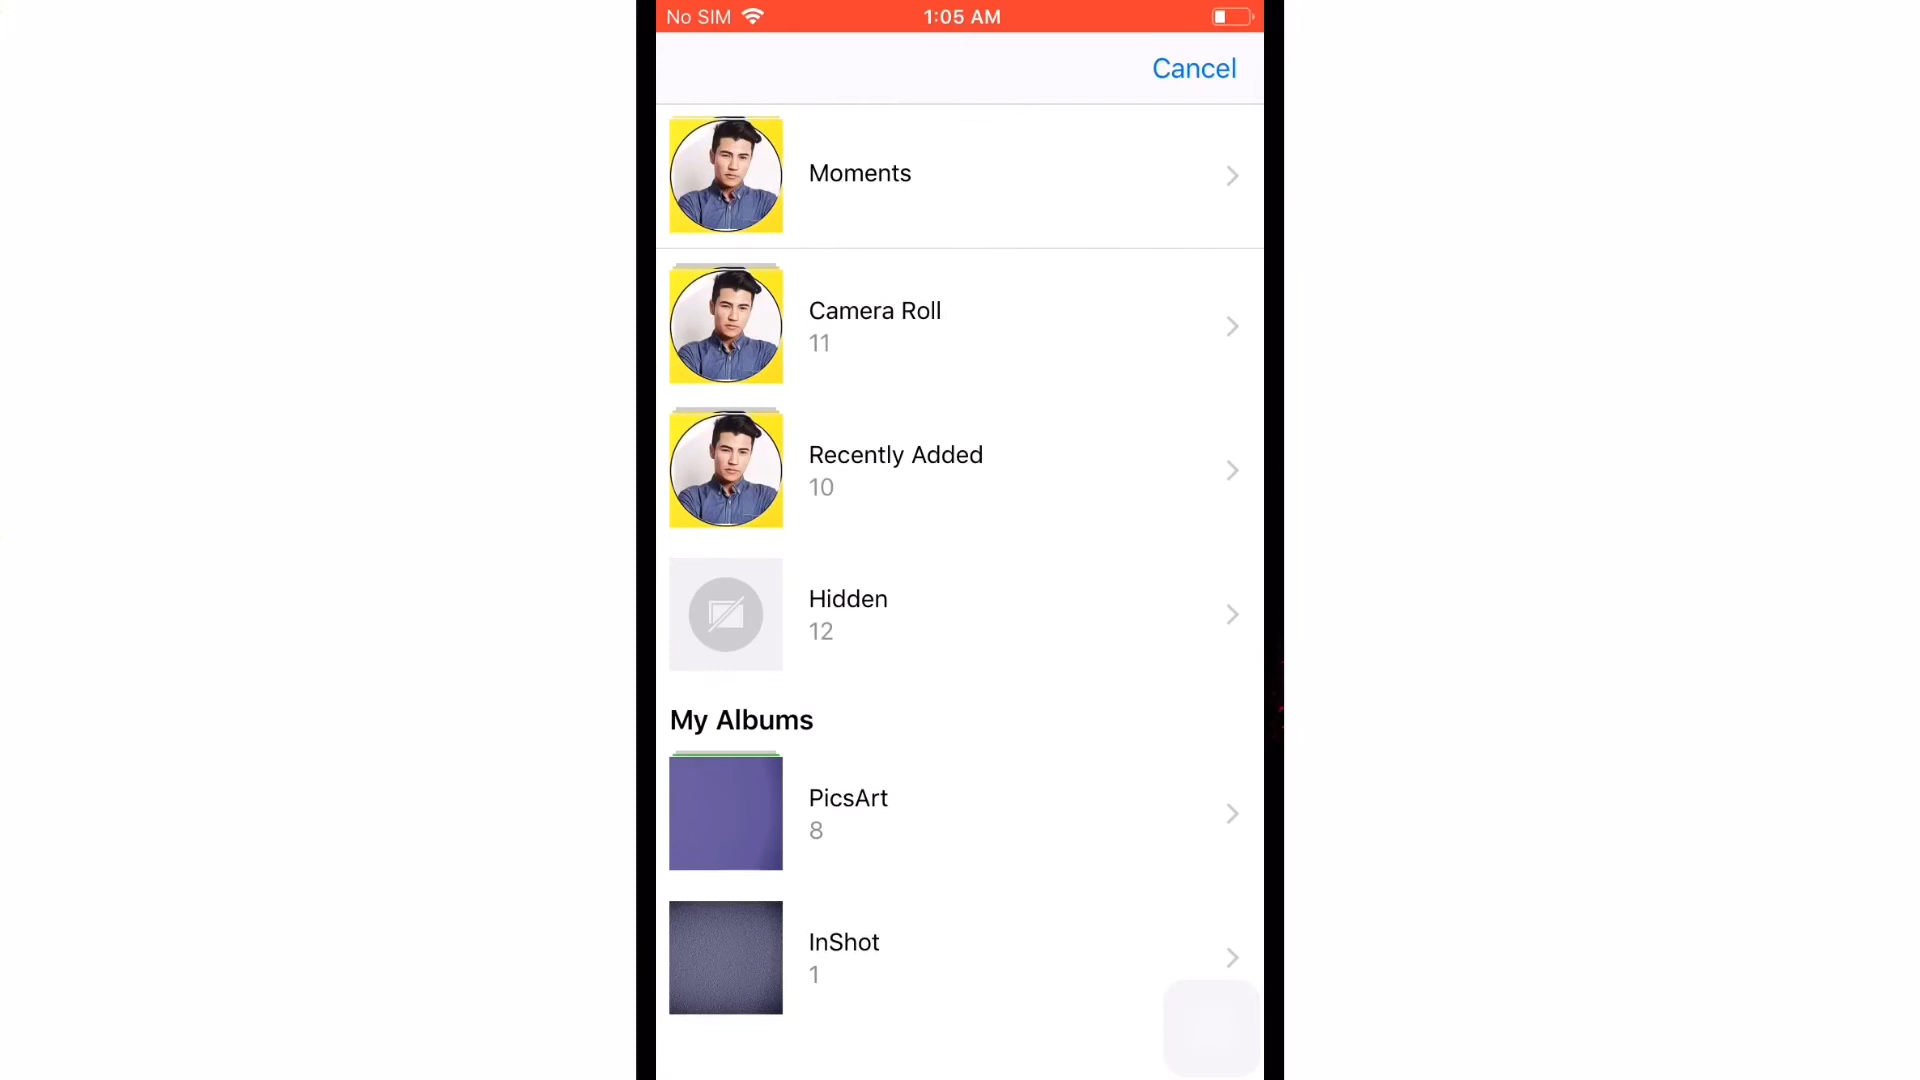 No SIM 1:05 AM
Cancel
Moments
Camera Roll
11
Recently Added
10
Hidden
12
My Albums
PicsArt
8
InShot
1